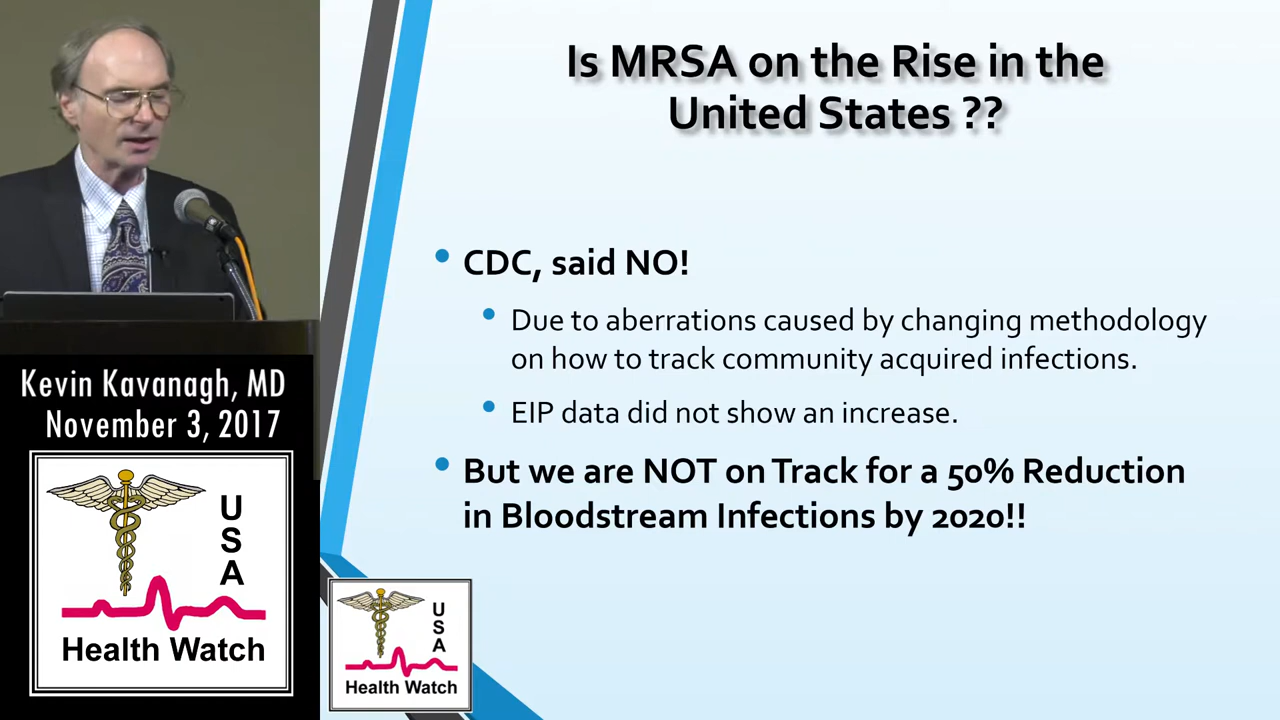 Is MRSA on the Rise in the
United States ??
• CDC, said NO!
• Due to aberrations caused by changing methodology
on how to track community acquired infections.
• EIP data did not show an increase.
• But we are NOT on Track for a 50% Reduction
in Bloodstream Infections by 2020!!
Kevin Kavanagh, MD
November 3, 2017
U
S
A
Health Watch
U
S
A
Health Watch